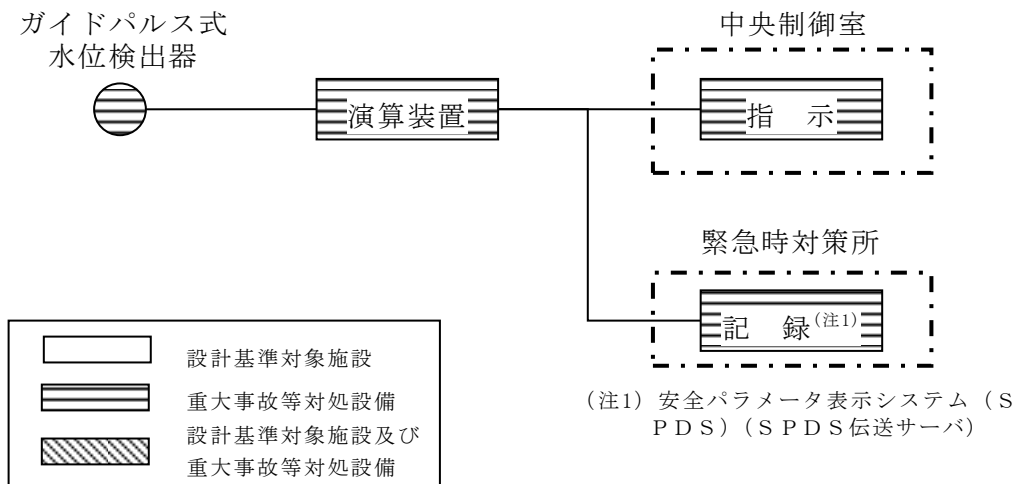 ガイドパルス式
水位検出器
中央制御室
演算装置
指　示
緊急時対策所
記　録(注1)
(注1) 安全パラメータ表示システム（Ｓ
ＰＤＳ）（ＳＰＤＳ伝送サーバ）
設計基準対象施設
重大事故等対処設備
設計基準対象施設及び
重大事故等対処設備